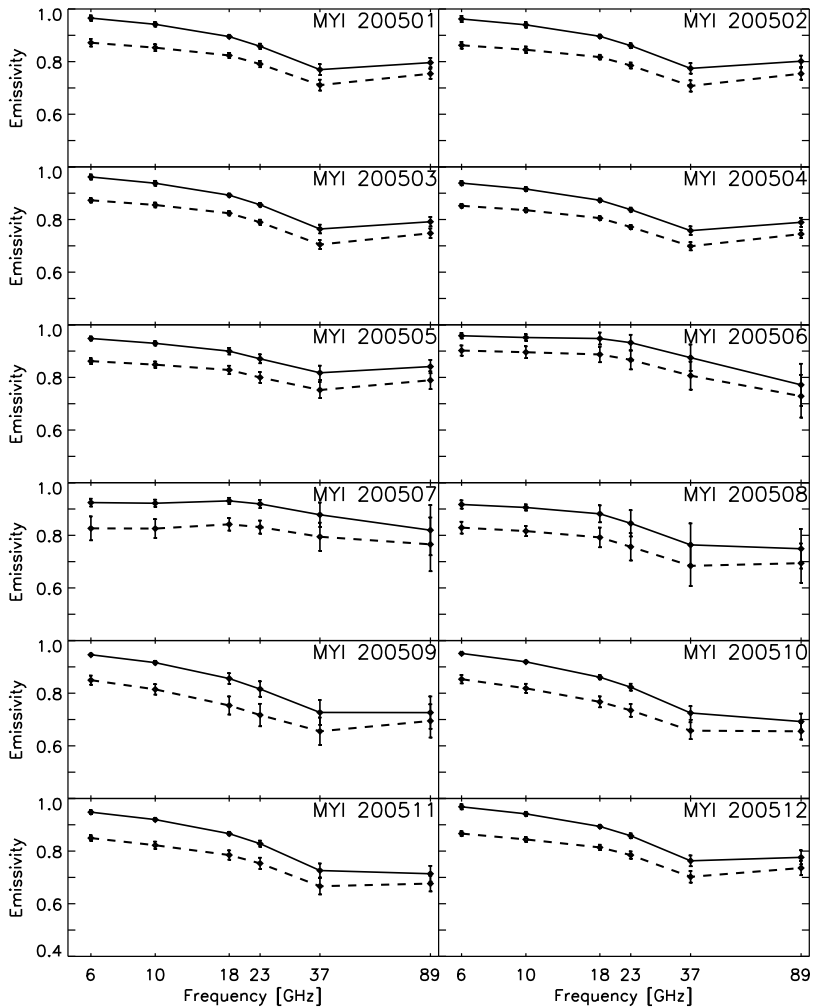 1.0 MYI 200501 MYI 200502
0.8
0.6
Emissivity
1.0 MYI 200503 MYI 200504
0.8
0.6
Emissivity
1.0 MYI 200505 MYI 200506
0.8
0.6
Emissivity
1.0 MYI 200507 MYI 200508
0.8
0.6
Emissivity
1.0 MYI 200509 MYI 200510
0.8
0.6
Emissivity
1.0 MYI 200511 MYI 200512
0.8
0.6
0.4
Emissivity
6 10 18 23 37 89 6 10 18 23 37 89
Frequency [GHz] Frequency [GHz]